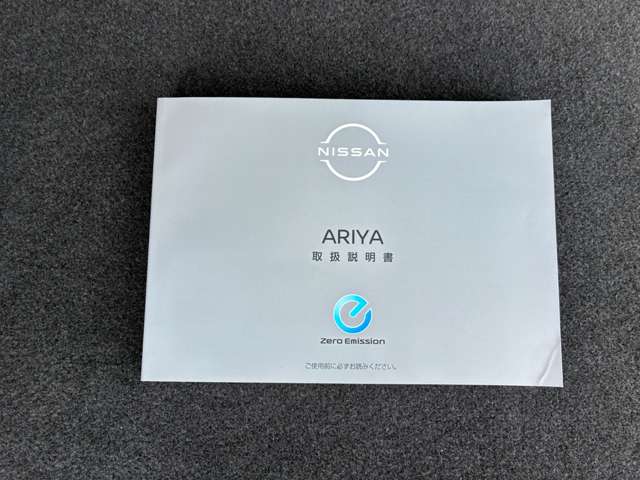 NISSAN
ARIYA
取扱説明書
Zero Emission
ご使用前に必ずお読みください。